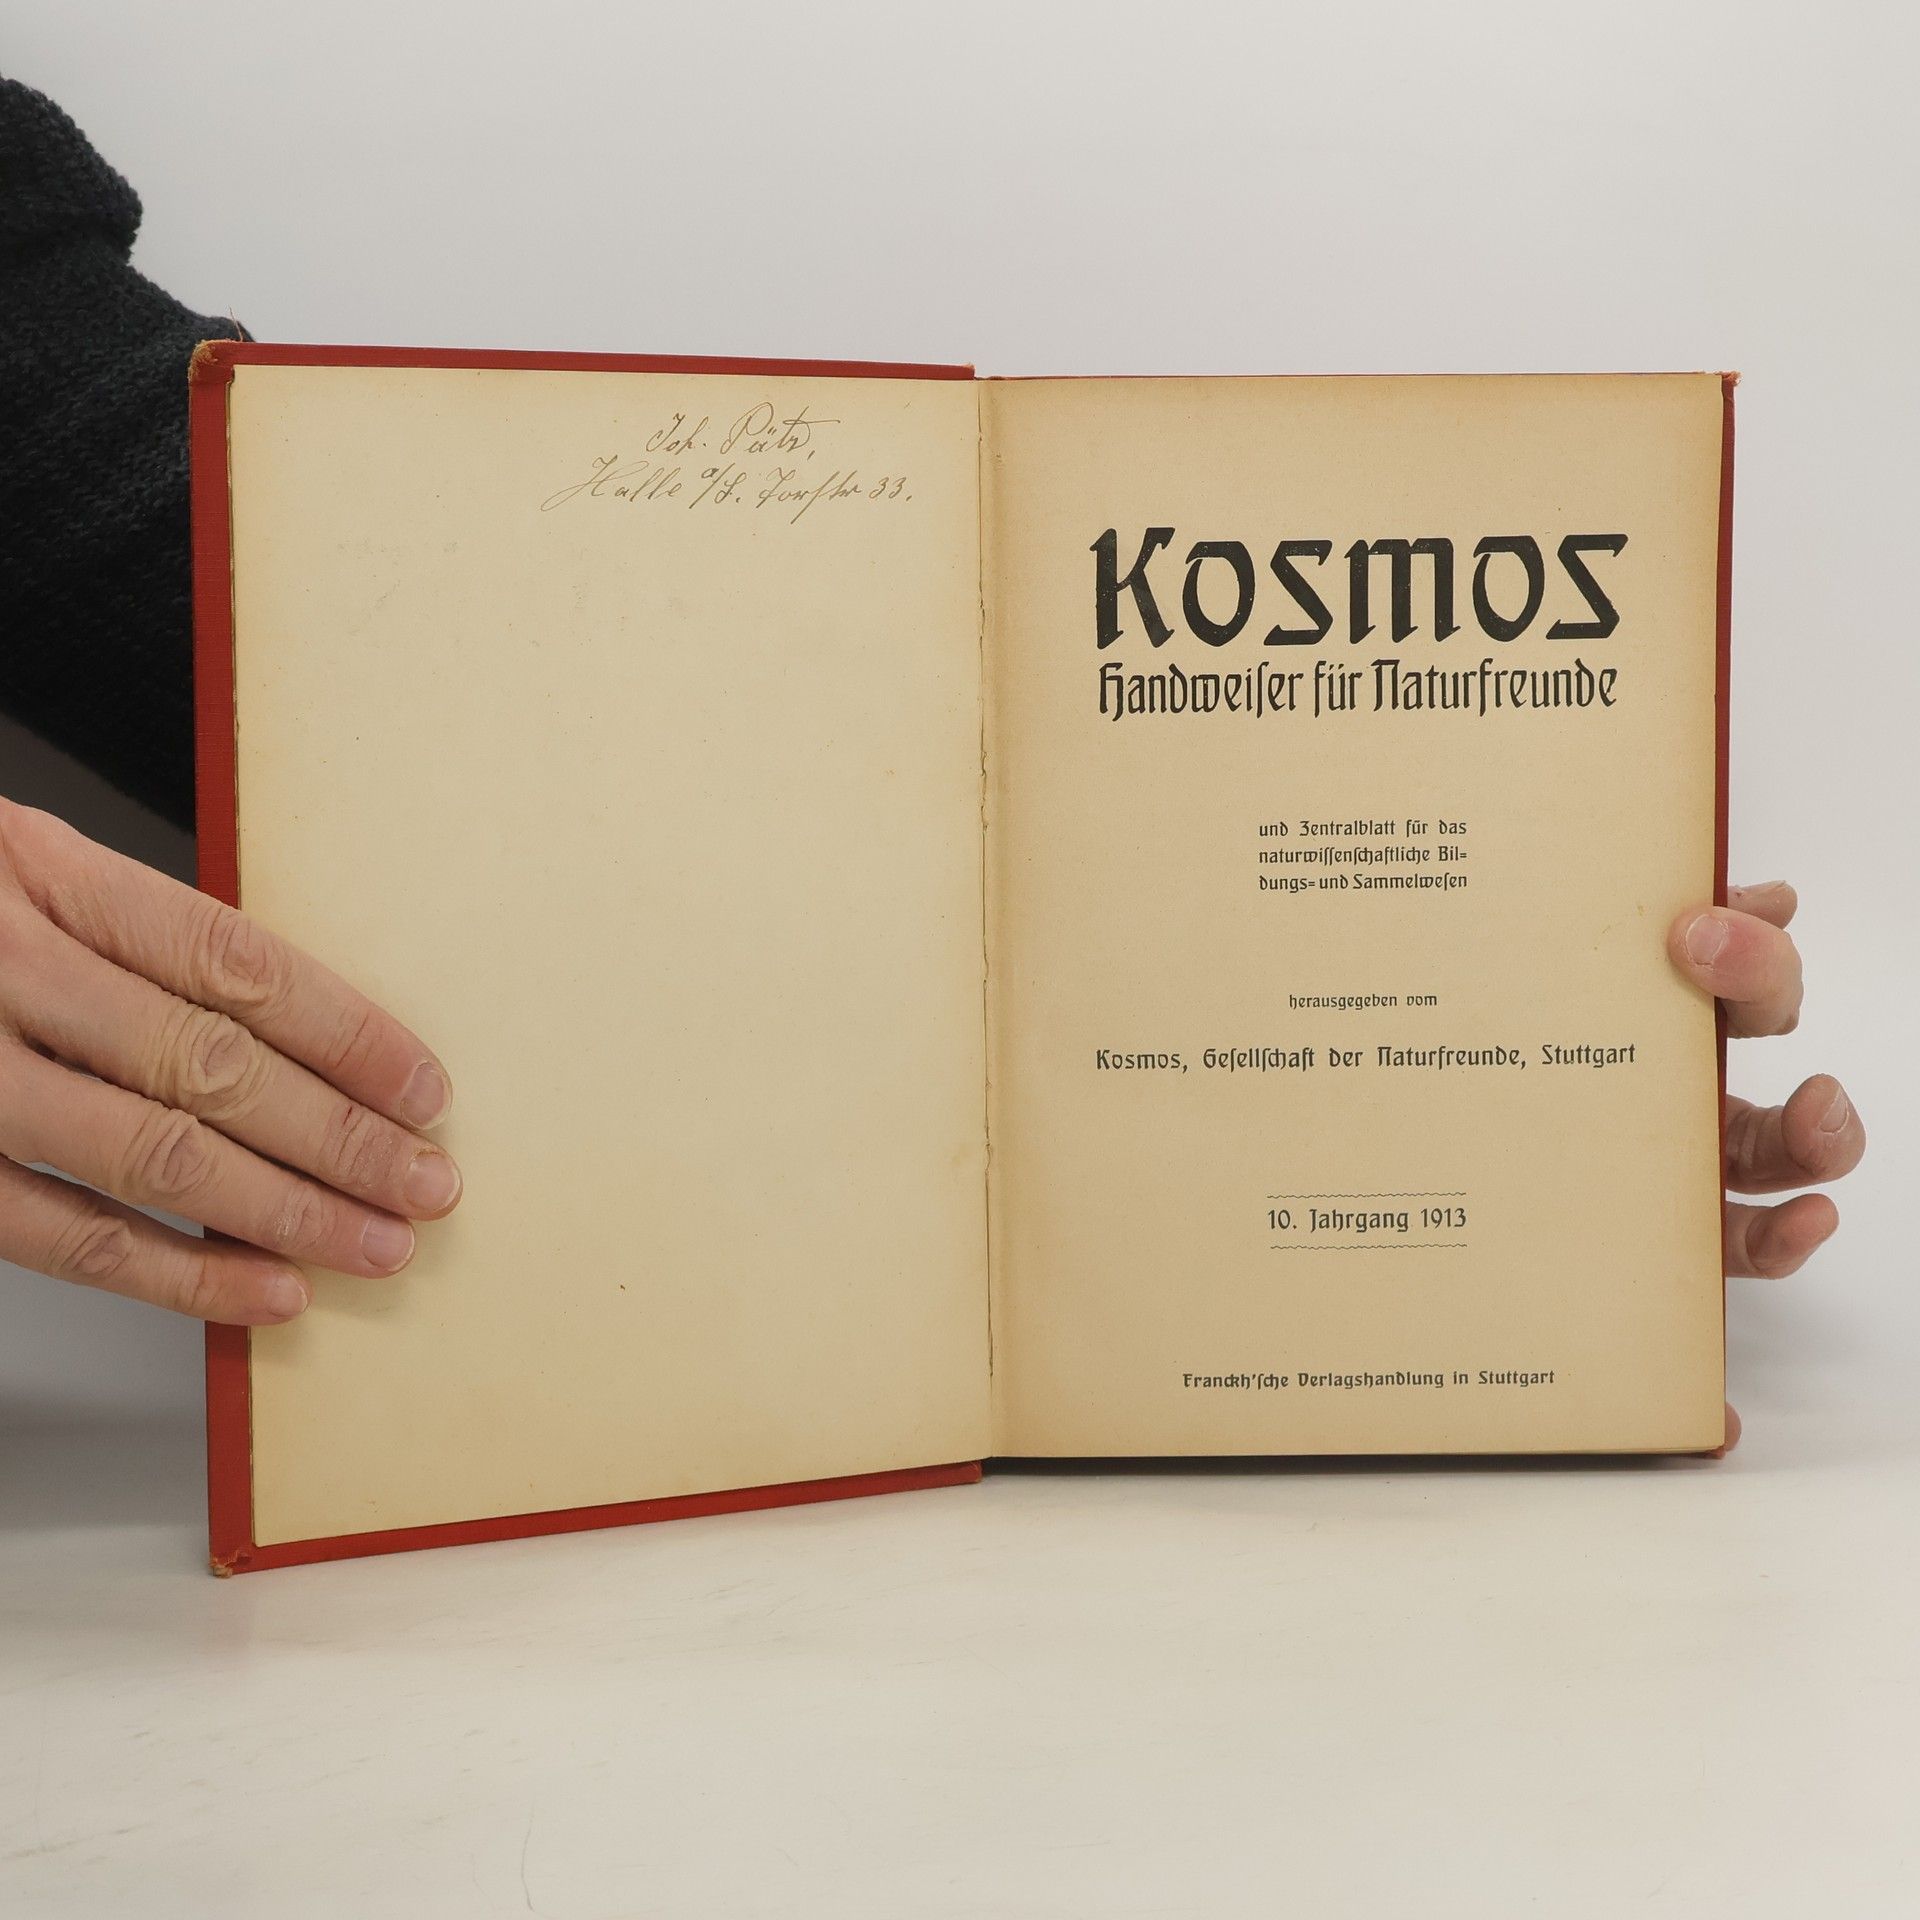 Joh. Pätz,
Halle a/S. Torstr 33.
Kosmos
Handweiſer für Naturfreunde
und Zentralblatt für das
naturwiſſenſchaftliche Bil=
dungs= und Sammelweſen
herausgegeben vom
Kosmos, Geſellſchaft der Naturfreunde, Stuttgart
10. Jahrgang 1913
Franckh'ſche Verlagshandlung in Stuttgart